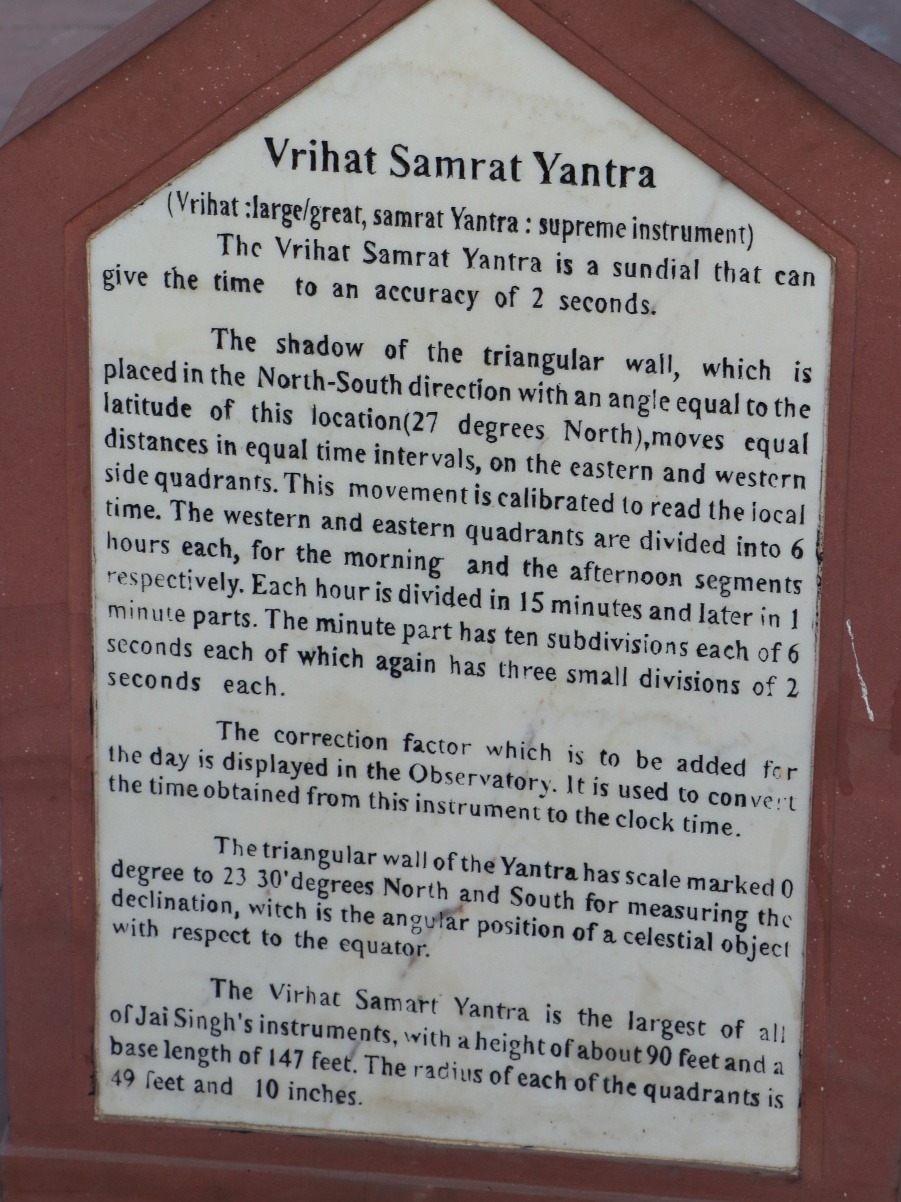 Vrihat Samrat Yantra
(Vrihat :large/great, samrat Yantra : supreme instrument)
The Vrihat Samrat Yantra is a sundial that can
give the time to an accuracy of 2 seconds.
The shadow of the triangular wall, which is
placed in the North-South direction with an angle equal to the
latitude of this location(27 degrees North),moves equal
distances in equal time intervals, on the eastern and western
side quadrants. This movement is calibrated to read the local
time. The western and eastern quadrants are divided into 6
hours each, for the morning and the afternoon segments
respectively. Each hour is divided in 15 minutes and later in 1
minute parts. The minute part has ten subdivisions each of 6
seconds each of which again has three small divisions of 2
seconds each.
The correction factor which is to be added for
the day is displayed in the Observatory. It is used to convert
the time obtained from this instrument to the clock time.
The triangular wall of the Yantra has scale marked 0
degree to 23 30'degrees North and South for measuring the
declination, witch is the angular position of a celestial object
with respect to the equator.
The Virhat Samart Yantra is the largest of all
of Jai Singh's instruments, with a height of about 90 feet and a
base length of 147 feet. The radius of each of the quadrants is
49 feet and 10 inches.